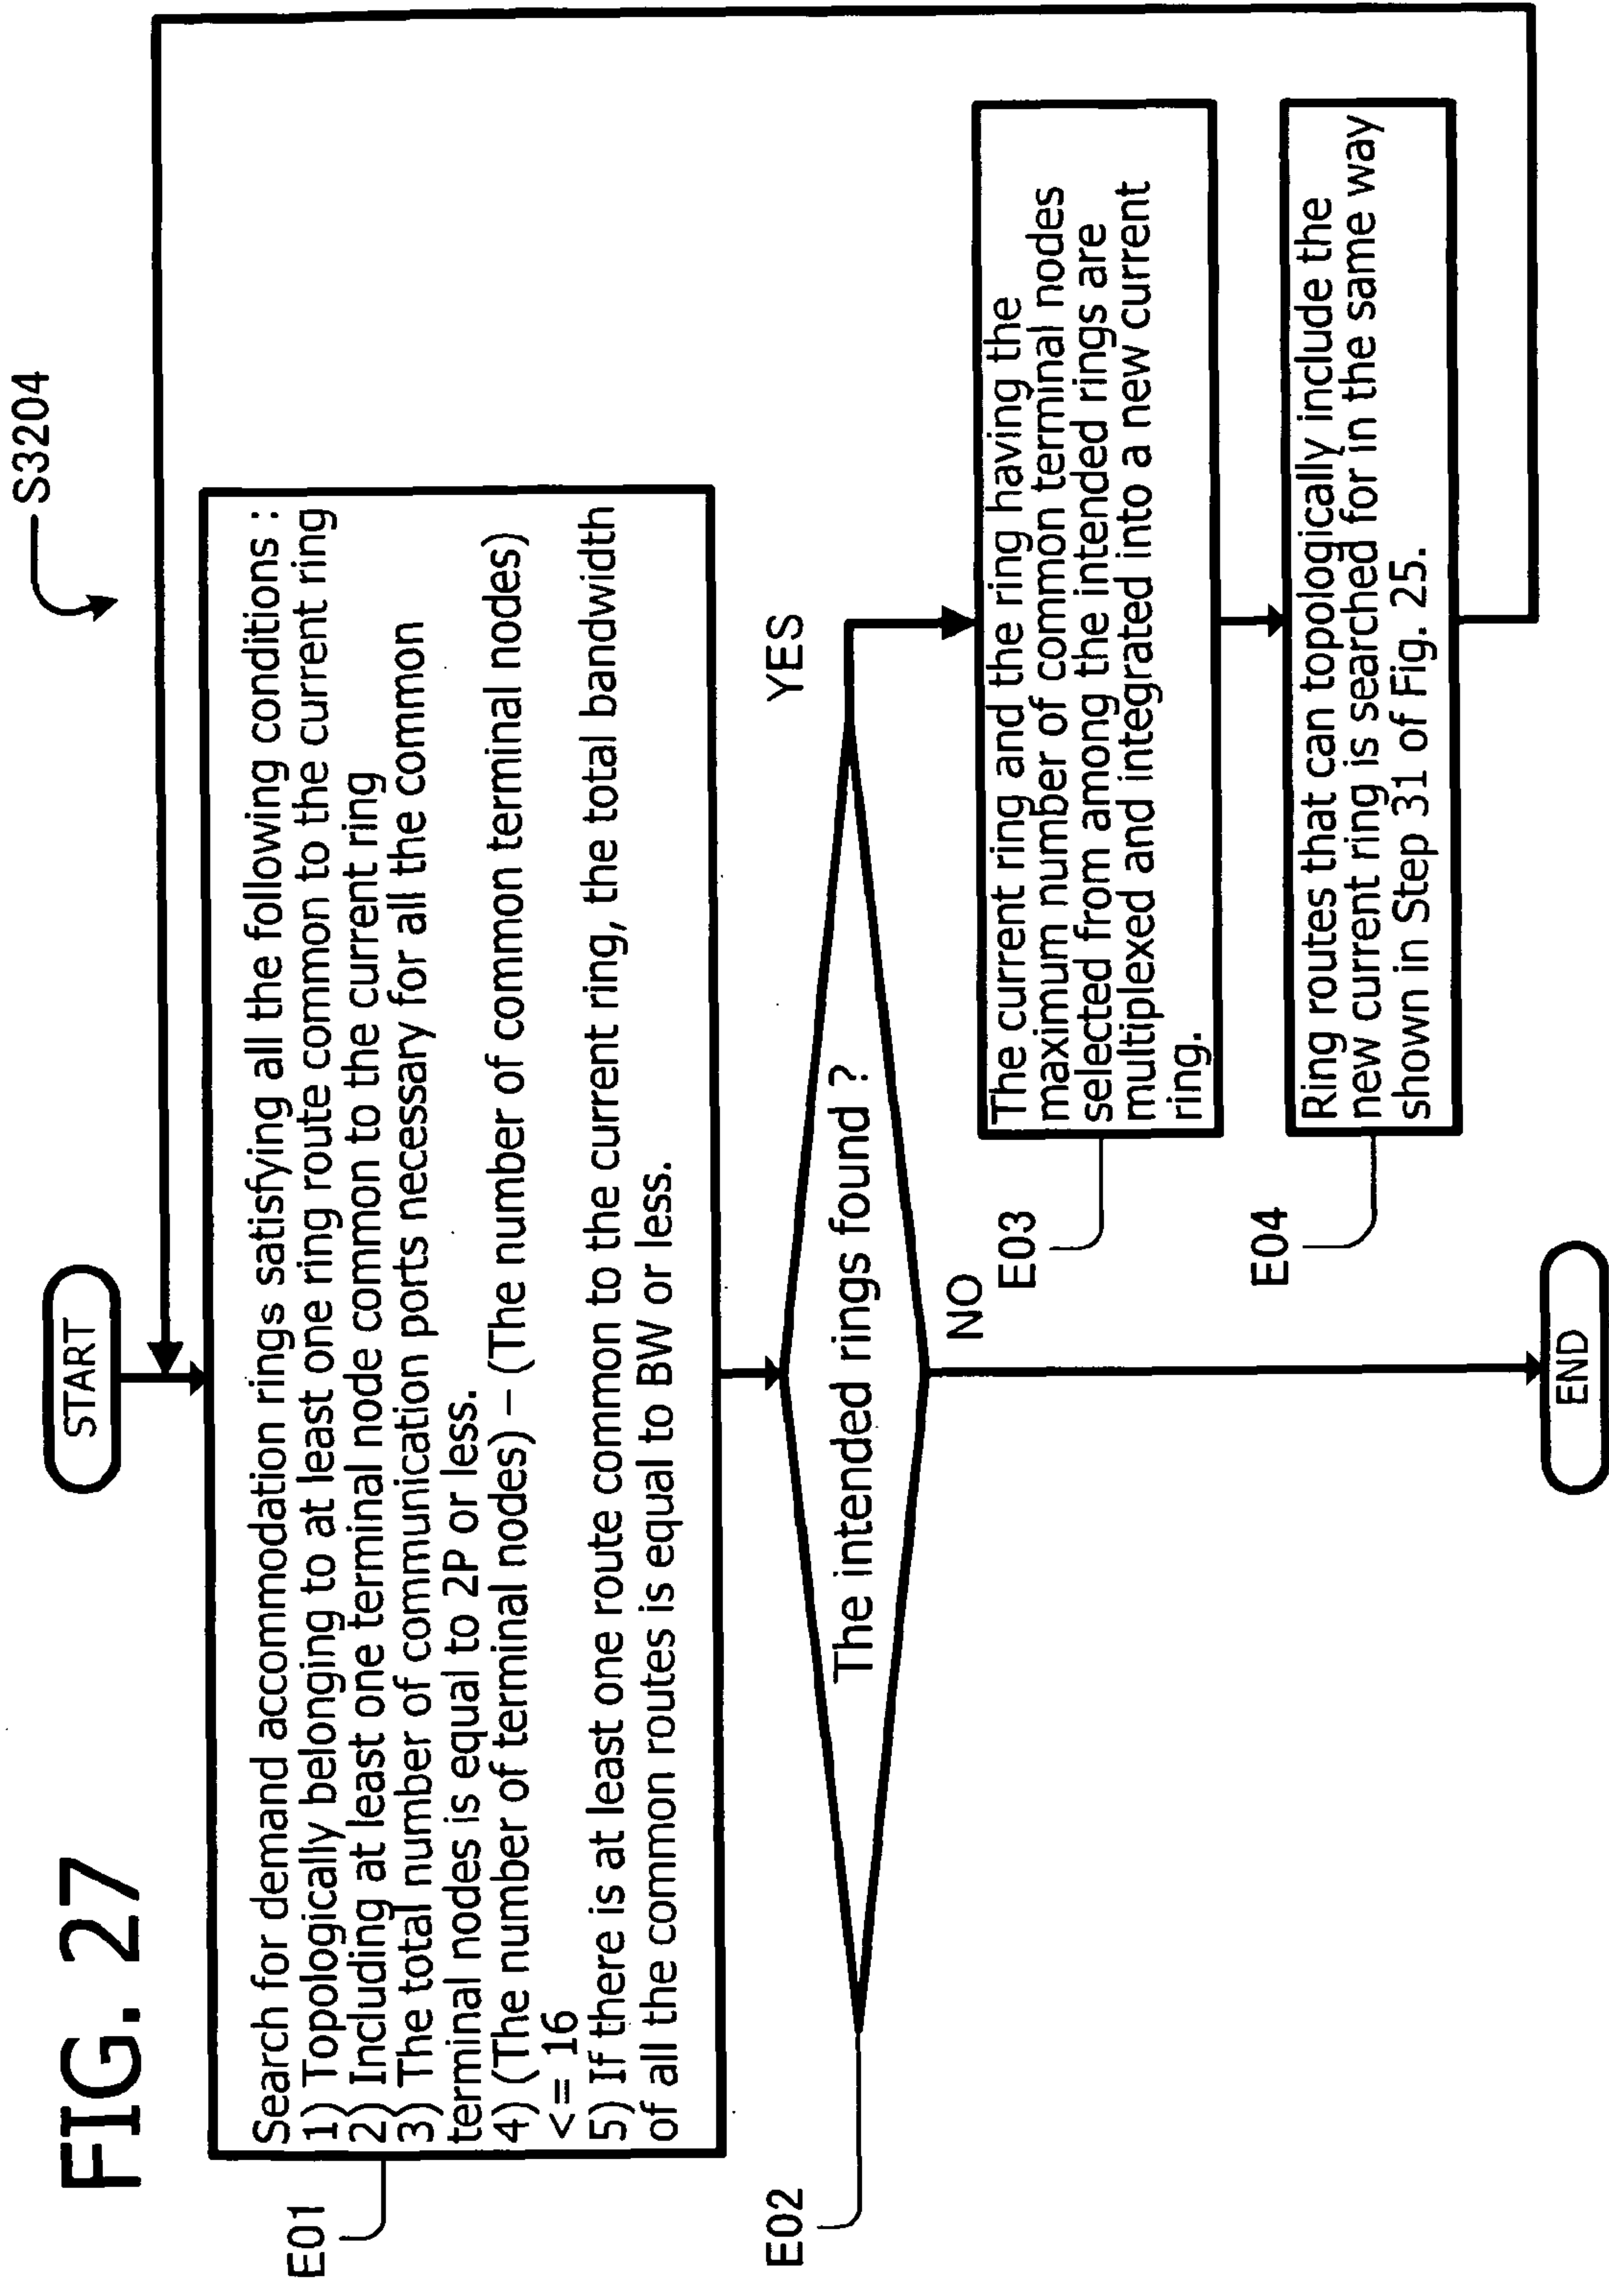 FIG. 27
S3204
START
E01
Search for demand accommodation rings satisfying all the following conditions :
1) Topologically belonging to at least one ring route common to the current ring
2) Including at least one terminal node common to the current ring
3) The total number of communication ports necessary for all the common
terminal nodes is equal to 2P or less.
4) (The number of terminal nodes) – (The number of common terminal nodes)
<= 16
5) If there is at least one route common to the current ring, the total bandwidth
of all the common routes is equal to BW or less.
E02
The intended rings found ?
YES
NO
E03
The current ring and the ring having the
maximum number of common terminal nodes
selected from among the intended rings are
multiplexed and integrated into a new current
ring.
E04
Ring routes that can topologically include the
new current ring is searched for in the same way
shown in Step 31 of Fig. 25.
END